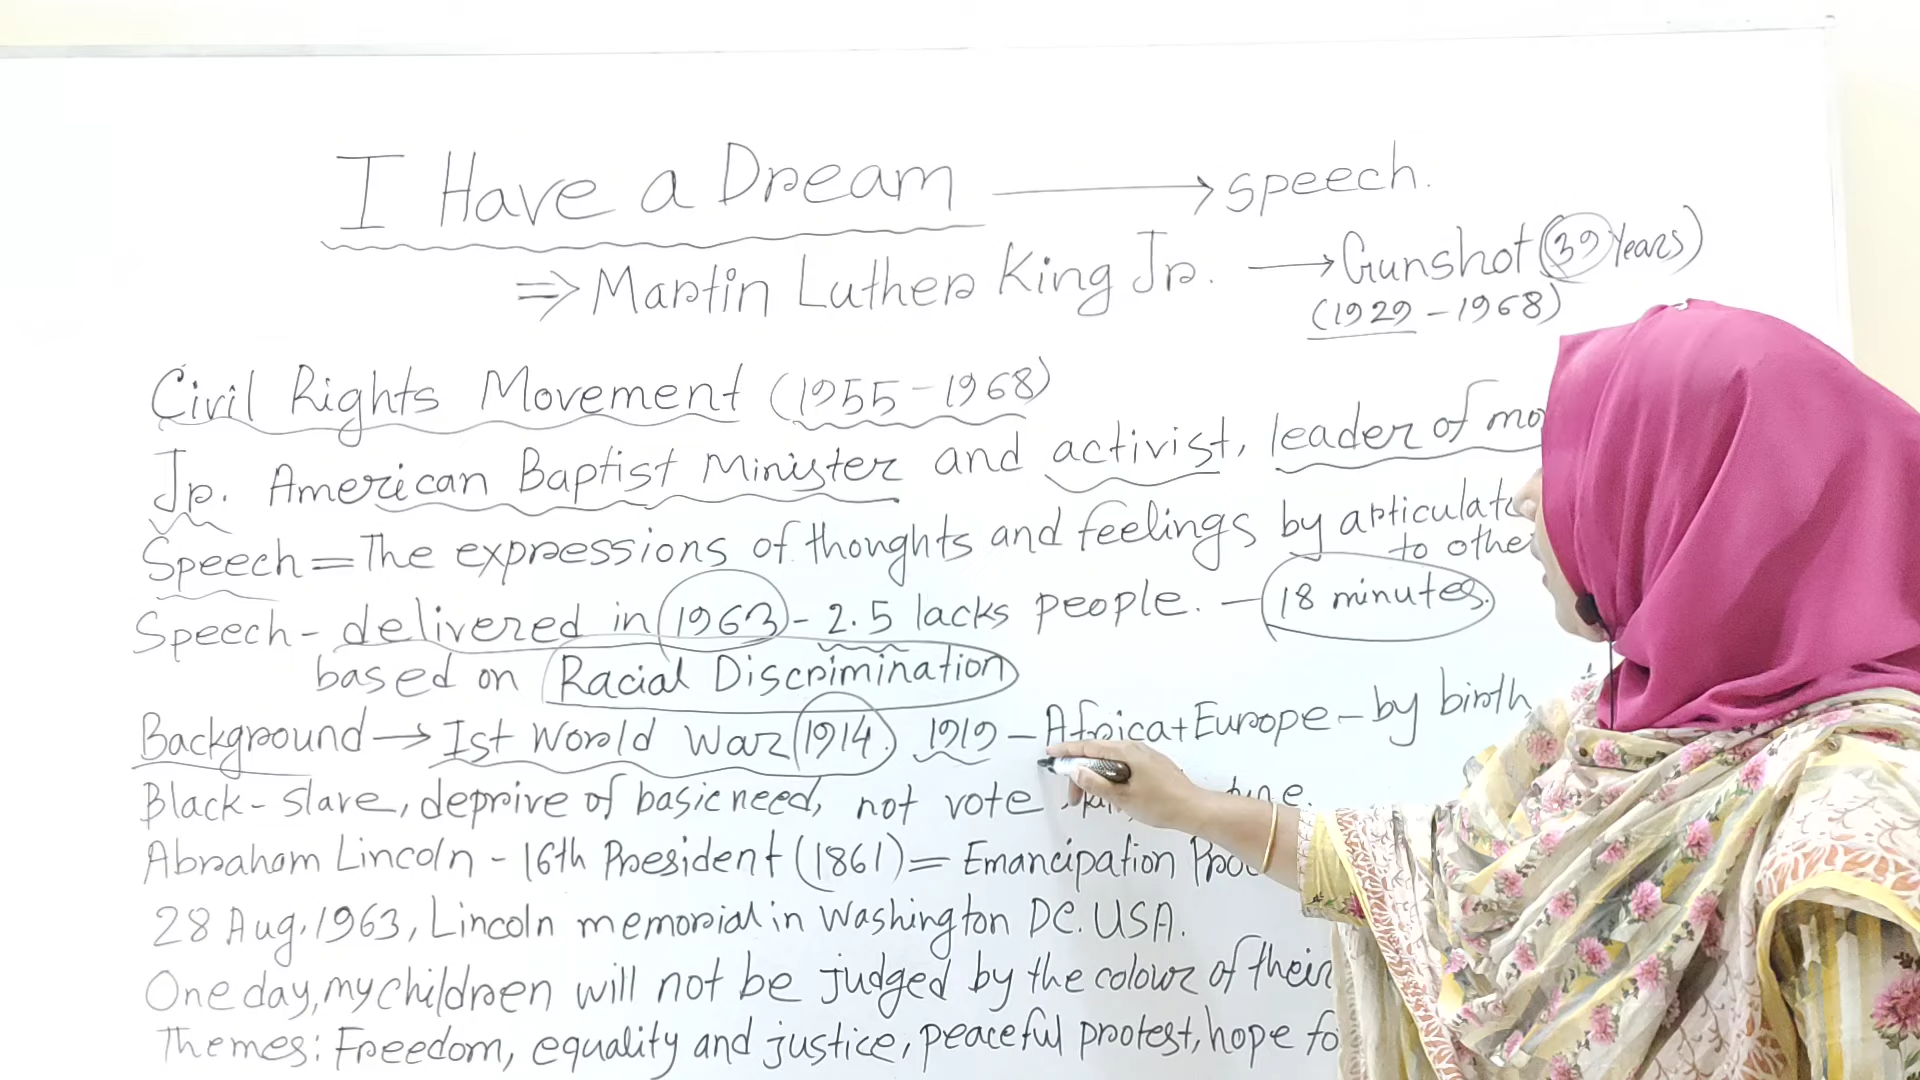 I Have a Dream → speech.
⇒ Martin Luther King Jr. → Gunshot (39 Years)
(1929-1968)
Civil Rights Movement (1955-1968)
Jr. American Baptist Minister and activist, leader of
Speech = The expressions of thoughts and feelings by articulate
to
Speech - delivered in 1963 - 2.5 lacks people. - 18 minutes.
based on Racial Discrimination
Background → Ist World War 1914. 1919 - Africa + Europe - by birth
Black - slave, deprive of basic need, not vote
Abraham Lincoln - 16th President (1861) = Emancipation
28 Aug, 1963, Lincoln memorial in Washington DC. USA.
One day, my children will not be judged by the colour of their
Themes: Freedom, equality and justice, peaceful protest, hope